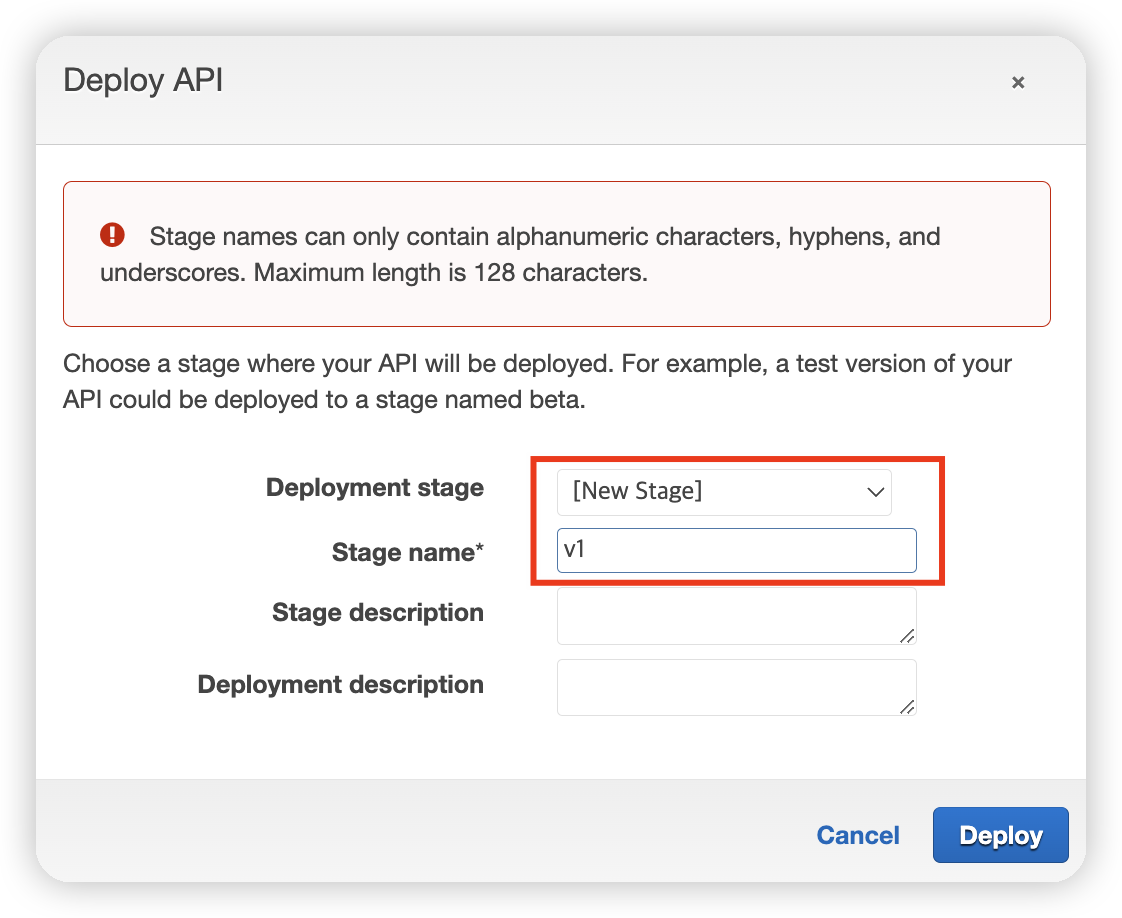 Deploy API
×
Stage names can only contain alphanumeric characters, hyphens, and
underscores. Maximum length is 128 characters.
Choose a stage where your API will be deployed. For example, a test version of your
API could be deployed to a stage named beta.
Deployment stage [New Stage]
Stage name* v1
Stage description
Deployment description
Cancel Deploy